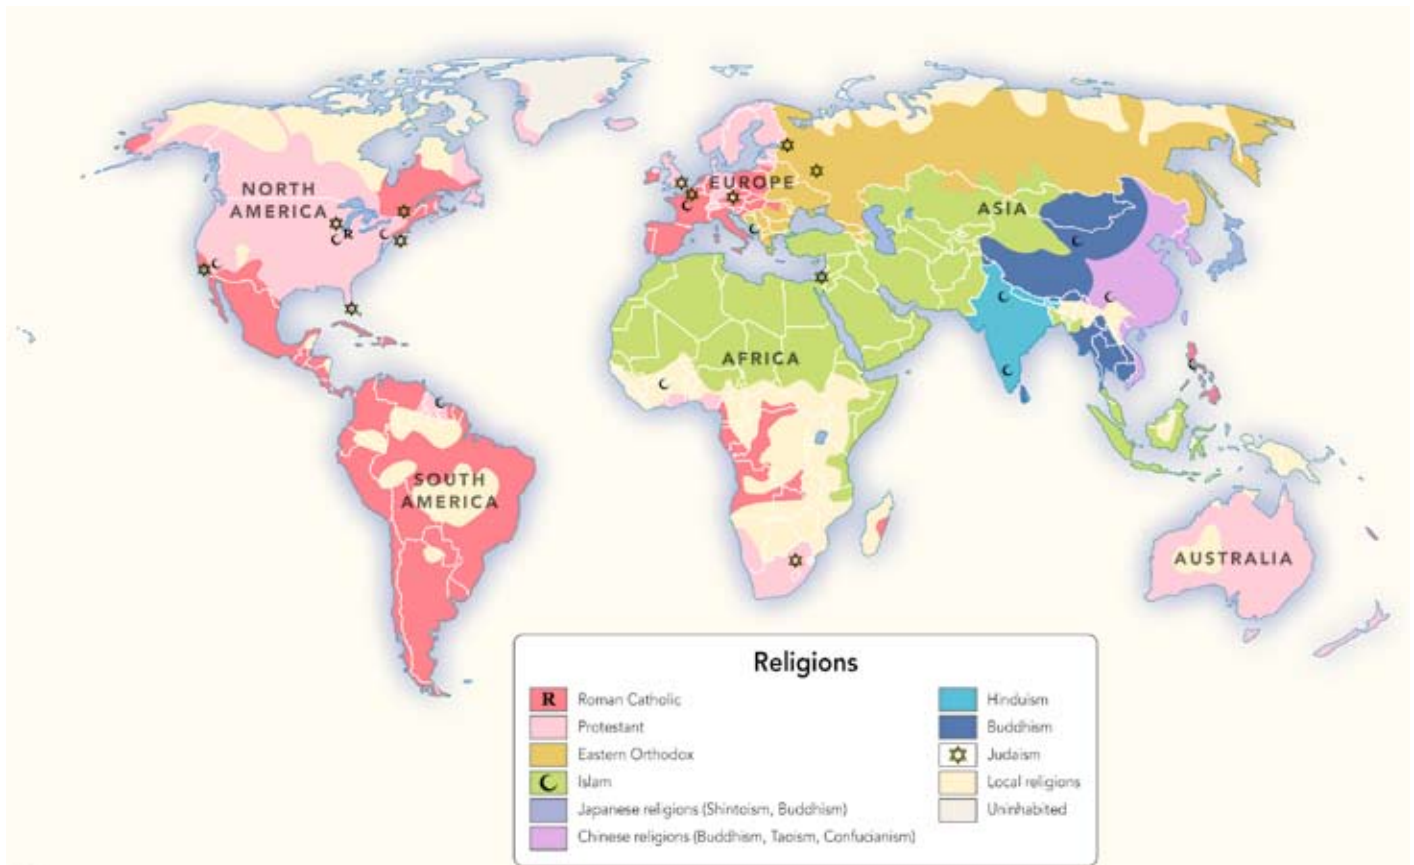 NORTH
AMERICA
EUROPE
ASIA
R
AFRICA
SOUTH
AMERICA
AUSTRALIA
Religions
R Roman Catholic
Protestant
Eastern Orthodox
Islam
Japanese religions (Shintoism, Buddhism)
Chinese religions (Buddhism, Taoism, Confucianism)
Hinduism
Buddhism
Judaism
Local religions
Uninhabited